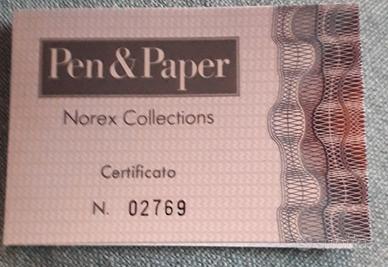 Pen & Paper
Norex Collections
Certificato
N. 02769